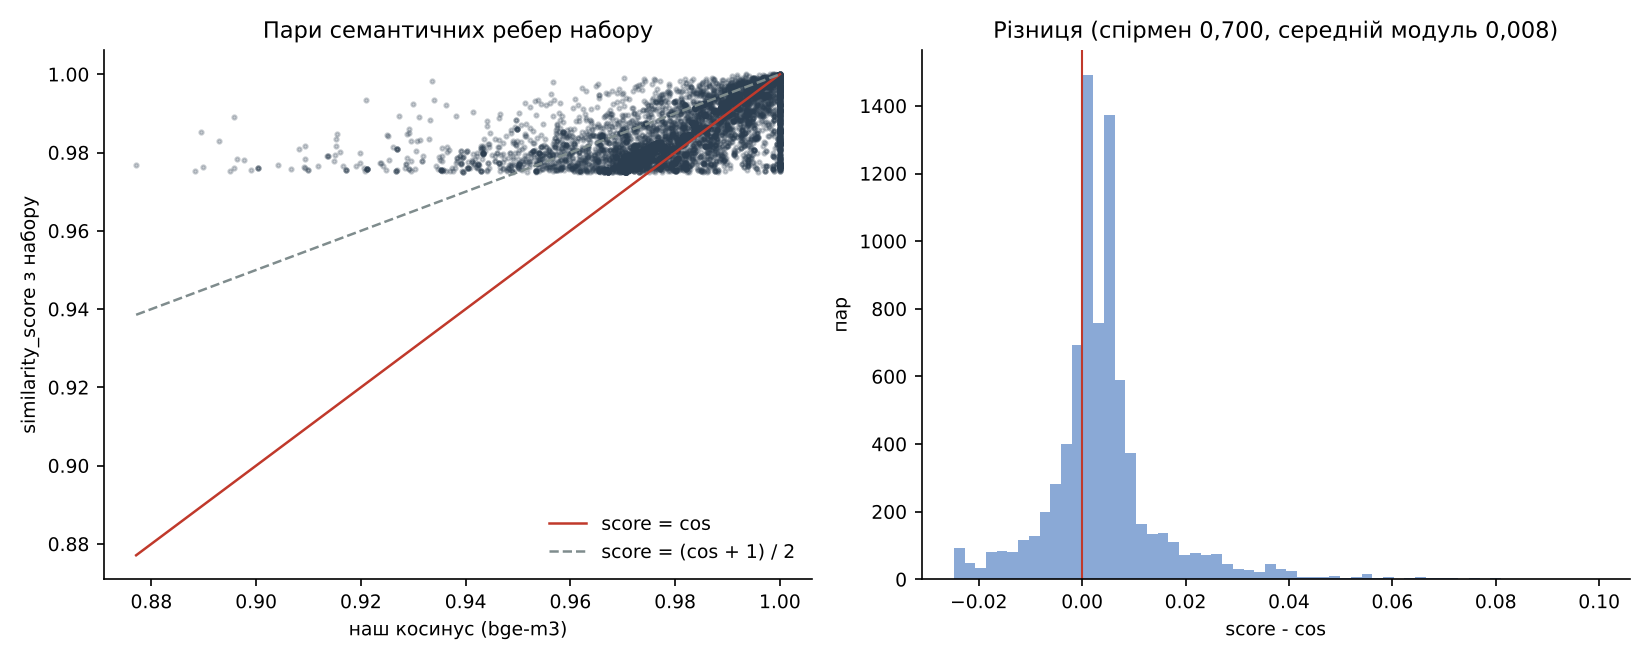 Пари семантичних ребер набору
similarity_score з набору
1.00
0.98
0.96
0.94
0.92
0.90
0.88
score = cos
score = (cos + 1) / 2
0.88 0.90 0.92 0.94 0.96 0.98 1.00
наш косинус (bge-m3)
Різниця (спірмен 0,700, середній модуль 0,008)
пар
1400
1200
1000
800
600
400
200
0
−0.02 0.00 0.02 0.04 0.06 0.08 0.10
score - cos